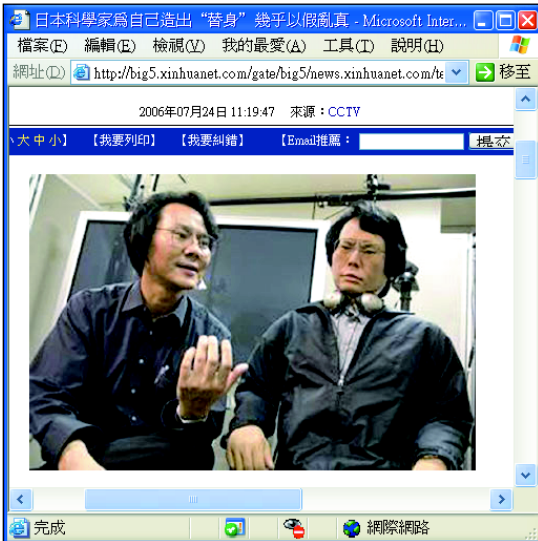 日本科學家爲自己造出“替身”幾乎以假亂真 - Microsoft Inter...
檔案(F) 編輯(E) 檢視(V) 我的最愛(A) 工具(T) 說明(H)
網址(D) http://big5.xinhuanet.com/gate/big5/news.xinhuanet.com/te 移至
2006年07月24日 11:19:47 來源：CCTV
大 中 小】 【我要列印】 【我要糾錯】 【Email推薦： 提交
完成 網際網路